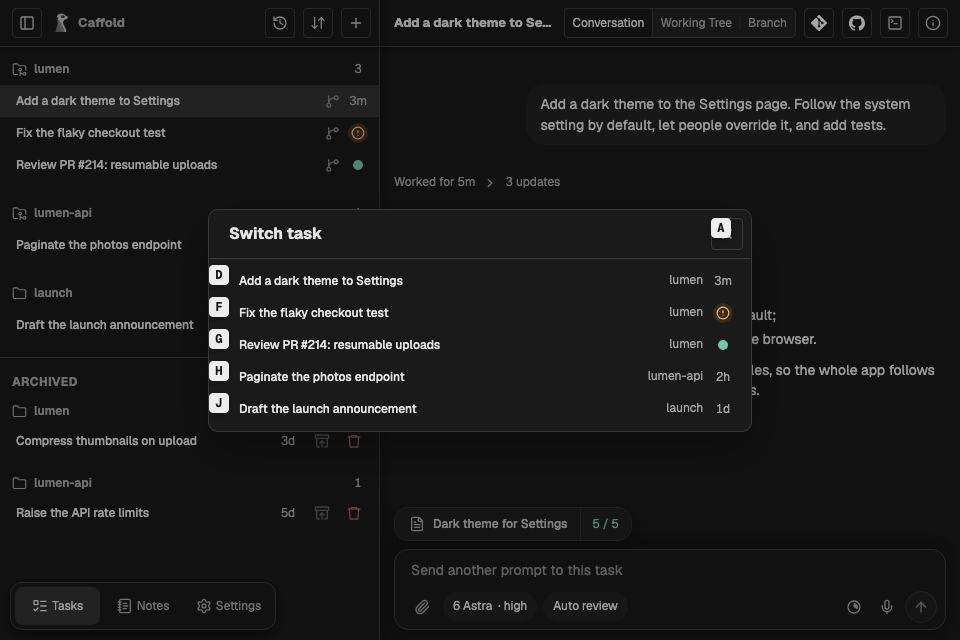 Caffold
Add a dark theme to Se...
Conversation
Working Tree
Branch
lumen 3
Add a dark theme to Settings 3m
Fix the flaky checkout test
Review PR #214: resumable uploads
lumen-api
Paginate the photos endpoint
launch
Draft the launch announcement
ARCHIVED
lumen
Compress thumbnails on upload 3d
lumen-api 1
Raise the API rate limits 5d
Tasks
Notes
Settings
Add a dark theme to the Settings page. Follow the system
setting by default, let people override it, and add tests.
Worked for 5m > 3 updates
Switch task
A
D Add a dark theme to Settings lumen 3m
F Fix the flaky checkout test lumen
G Review PR #214: resumable uploads lumen
H Paginate the photos endpoint lumen-api 2h
J Draft the launch announcement launch 1d
browser.
so the whole app follows
Dark theme for Settings 5 / 5
Send another prompt to this task
6 Astra · high
Auto review